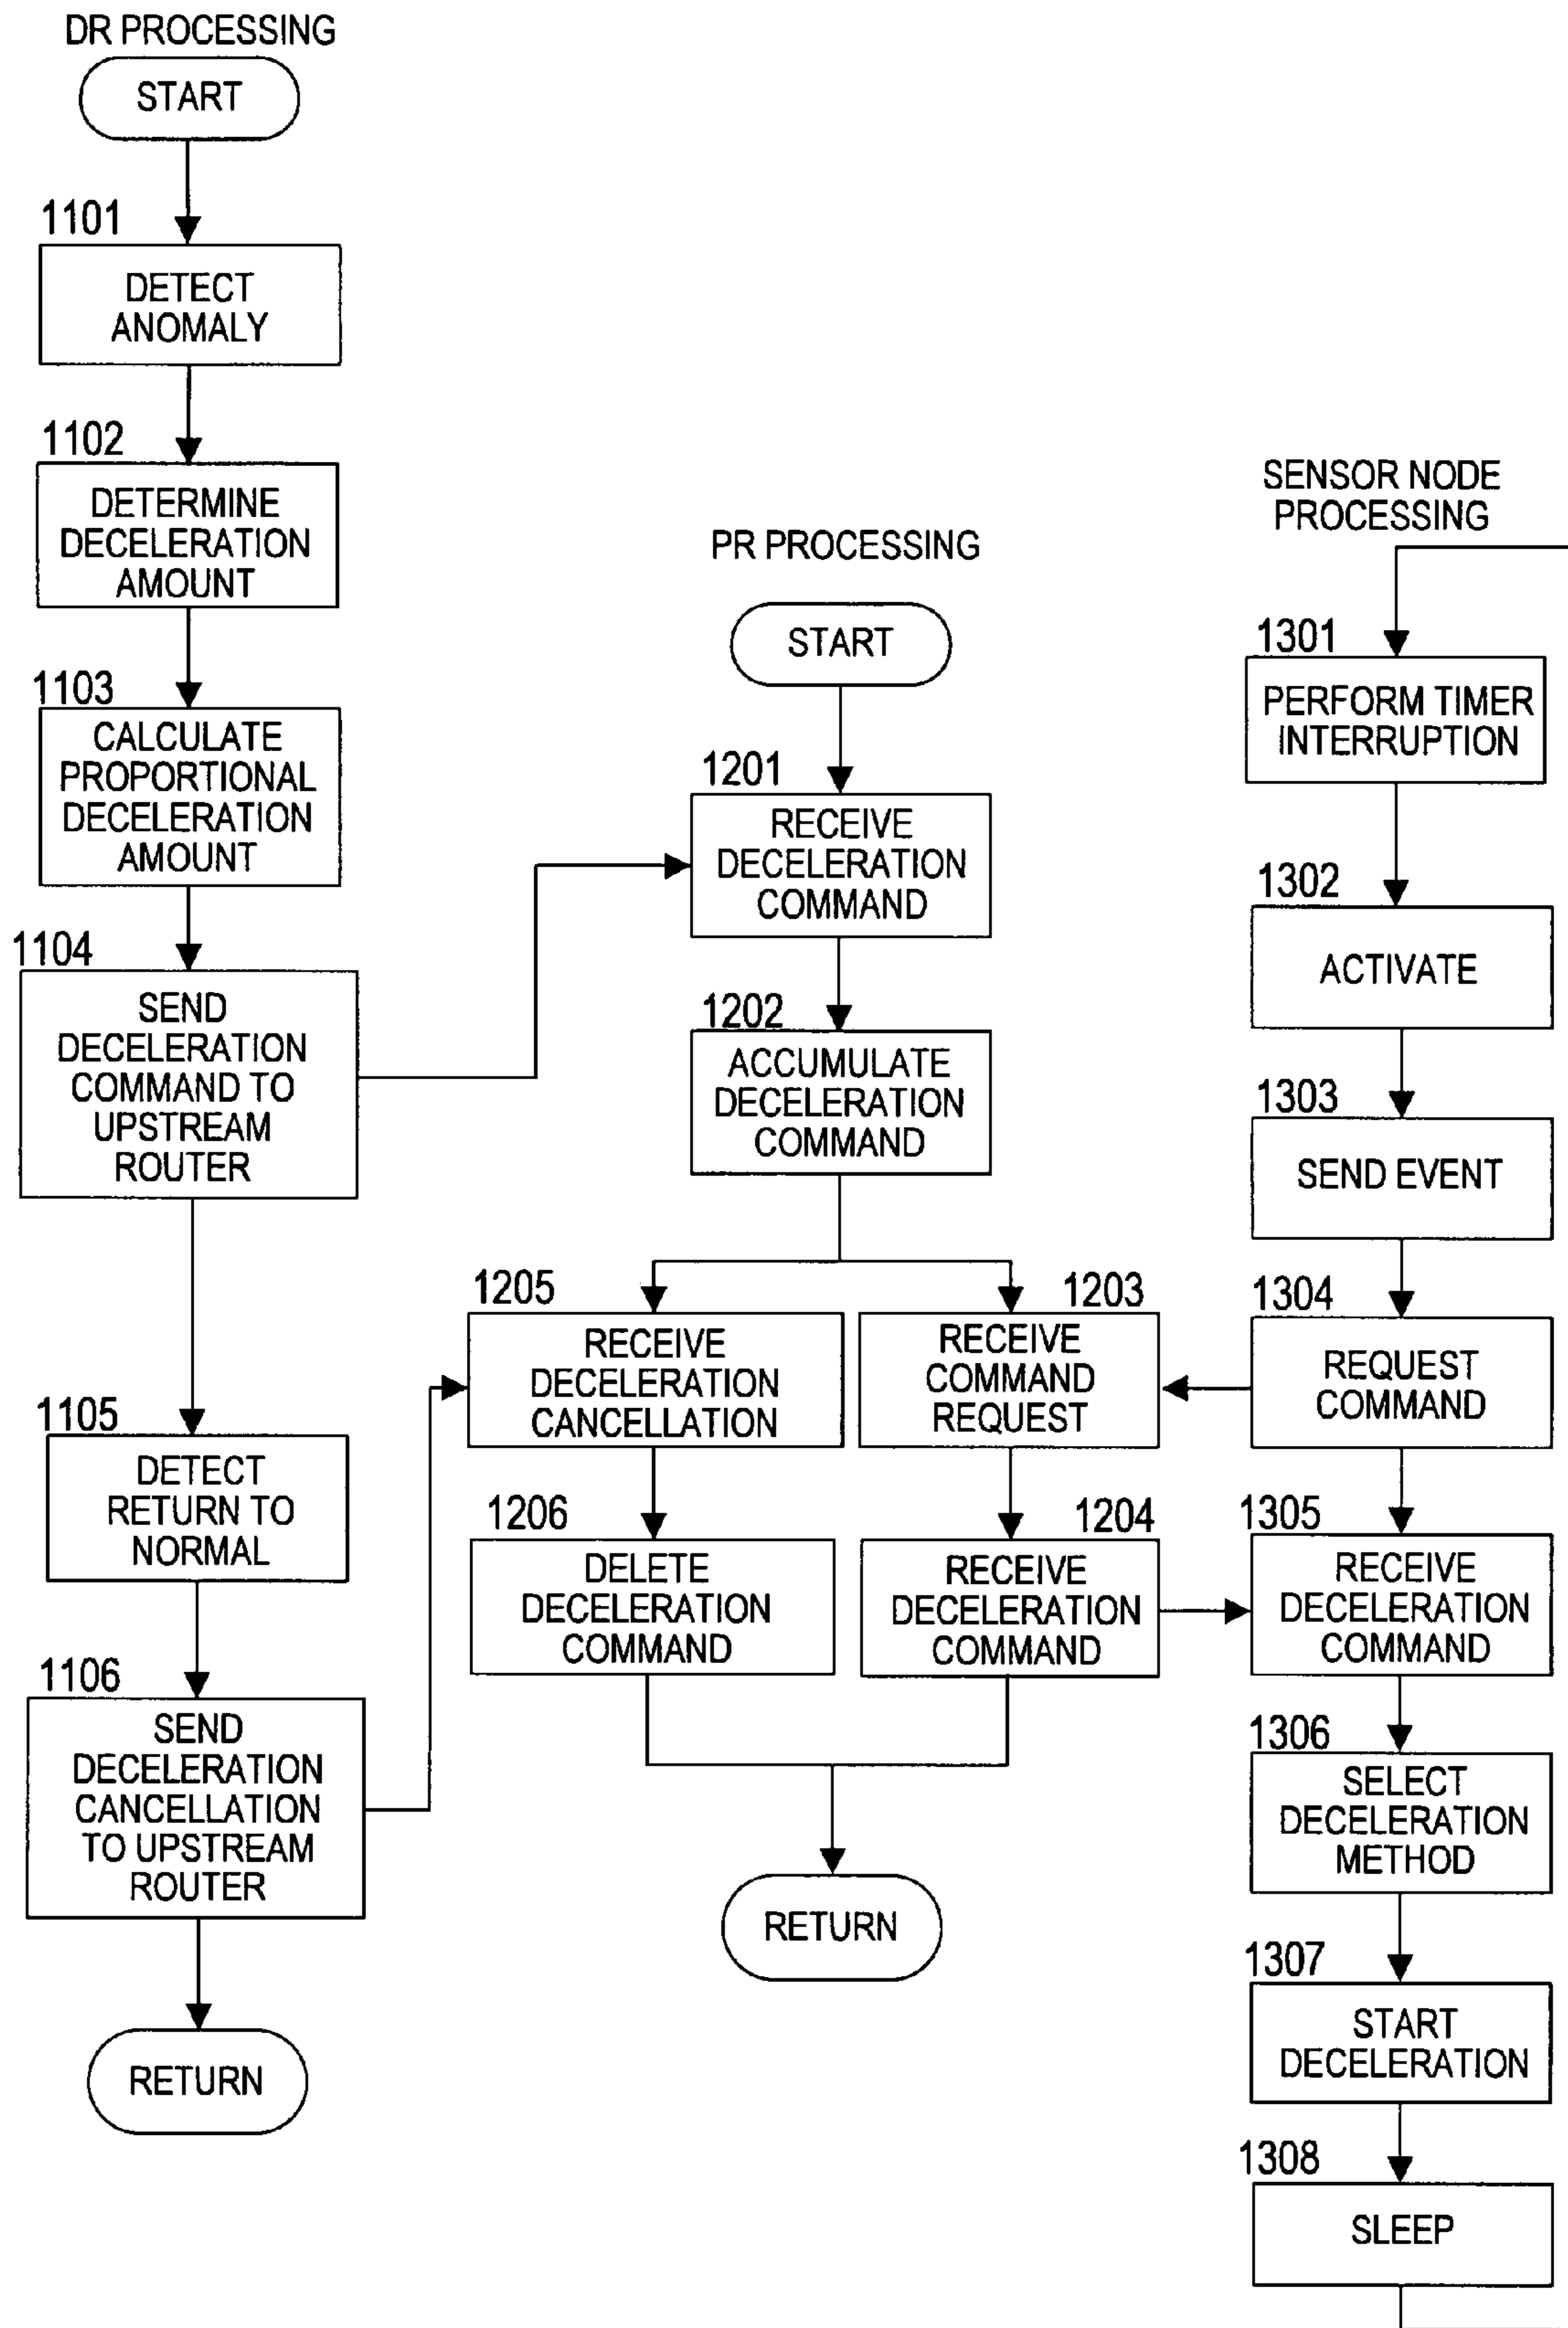 DR PROCESSING
START
1101
DETECT
ANOMALY
1102
DETERMINE
DECELERATION
AMOUNT
1103
CALCULATE
PROPORTIONAL
DECELERATION
AMOUNT
1104
SEND
DECELERATION
COMMAND TO
UPSTREAM
ROUTER
1105
DETECT
RETURN TO
NORMAL
1106
SEND
DECELERATION
CANCELLATION
TO UPSTREAM
ROUTER
RETURN
PR PROCESSING
START
1201
RECEIVE
DECELERATION
COMMAND
1202
ACCUMULATE
DECELERATION
COMMAND
1205
RECEIVE
DECELERATION
CANCELLATION
1206
DELETE
DECELERATION
COMMAND
1203
RECEIVE
COMMAND
REQUEST
1204
RECEIVE
DECELERATION
COMMAND
RETURN
SENSOR NODE
PROCESSING
1301
PERFORM TIMER
INTERRUPTION
1302
ACTIVATE
1303
SEND EVENT
1304
REQUEST
COMMAND
1305
RECEIVE
DECELERATION
COMMAND
1306
SELECT
DECELERATION
METHOD
1307
START
DECELERATION
1308
SLEEP